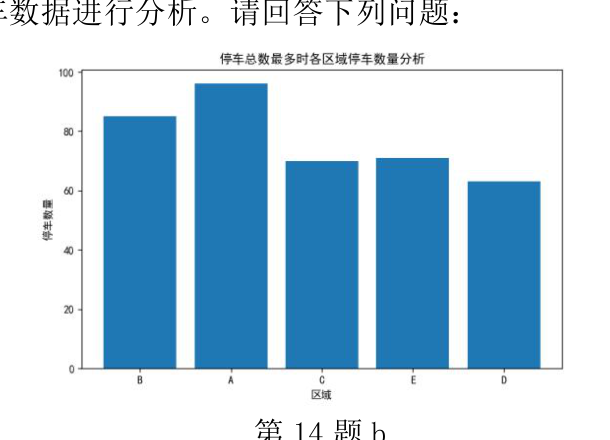 车数据进行分析。请回答下列问题：
停车总数最多时各区域停车数量分析
100
80
60
40
20
0
停车数量
B A C E D
区域
第 14 题 b